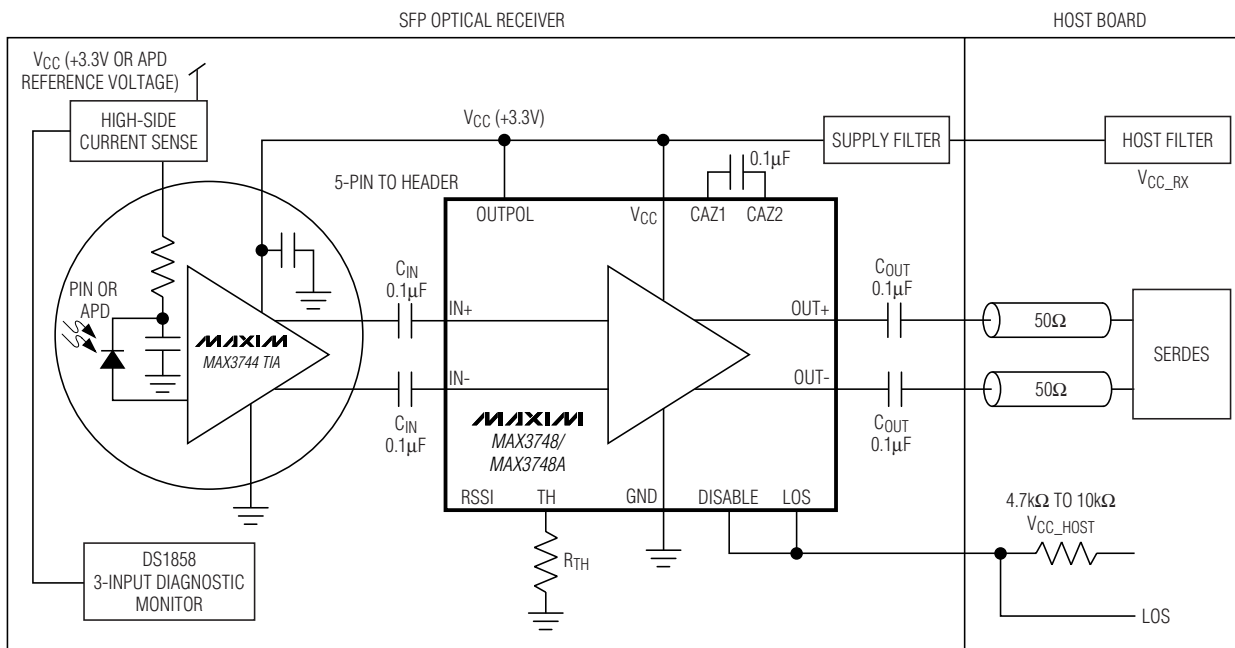 SFP OPTICAL RECEIVER
HOST BOARD
VCC (+3.3V OR APD
REFERENCE VOLTAGE)
HIGH-SIDE
CURRENT SENSE
VCC (+3.3V)
SUPPLY FILTER
HOST FILTER
VCC_RX
0.1μF
5-PIN TO HEADER
OUTPOL
VCC
CAZ1
CAZ2
PIN OR
APD
MAXIM
MAX3744 TIA
CIN
0.1μF
IN+
OUT+
COUT
0.1μF
50Ω
SERDES
IN-
OUT-
50Ω
CIN
0.1μF
COUT
0.1μF
MAXIM
MAX3748/
MAX3748A
RSSI
TH
GND
DISABLE
LOS
4.7kΩ TO 10kΩ
VCC_HOST
RTH
DS1858
3-INPUT DIAGNOSTIC
MONITOR
LOS